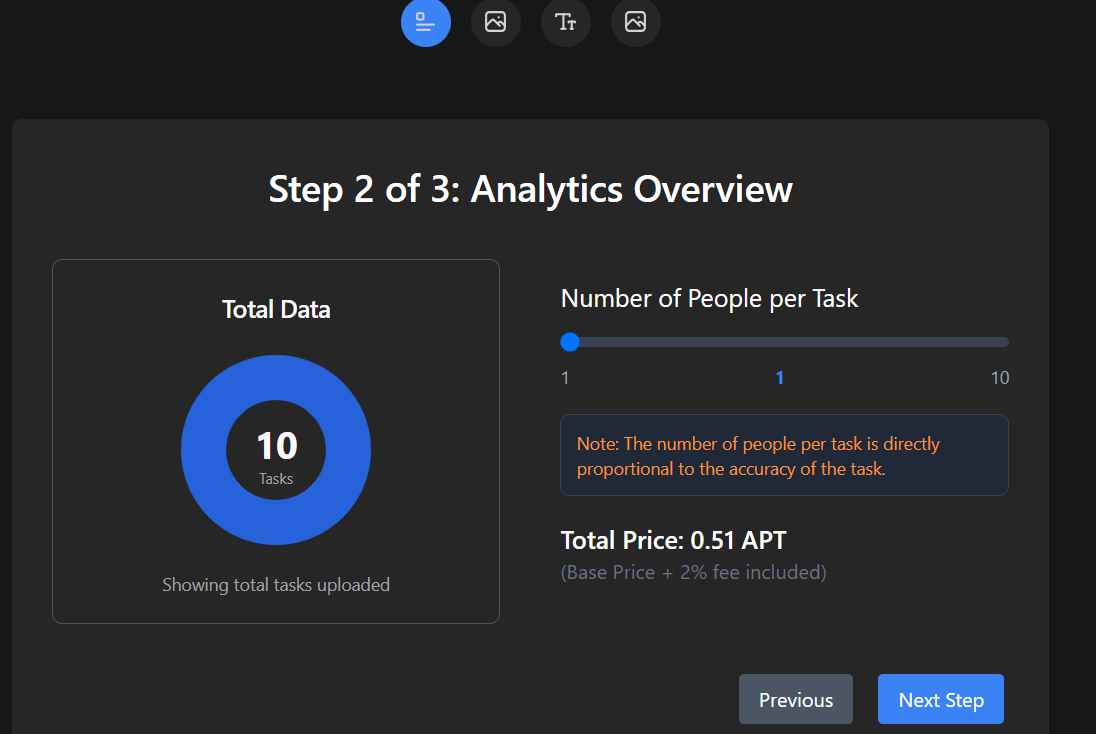 Step 2 of 3: Analytics Overview
Total Data
10
Tasks
Showing total tasks uploaded
Number of People per Task
1 1 10
Note: The number of people per task is directly
proportional to the accuracy of the task.
Total Price: 0.51 APT
(Base Price + 2% fee included)
Previous Next Step